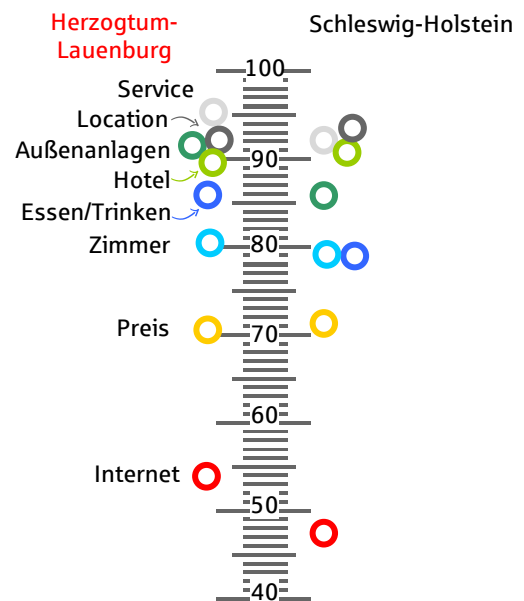 Herzogtum-
Lauenburg
Schleswig-Holstein
100
Service
Location
Außenanlagen
90
Hotel
Essen/Trinken
Zimmer
80
Preis
70
60
Internet
50
40